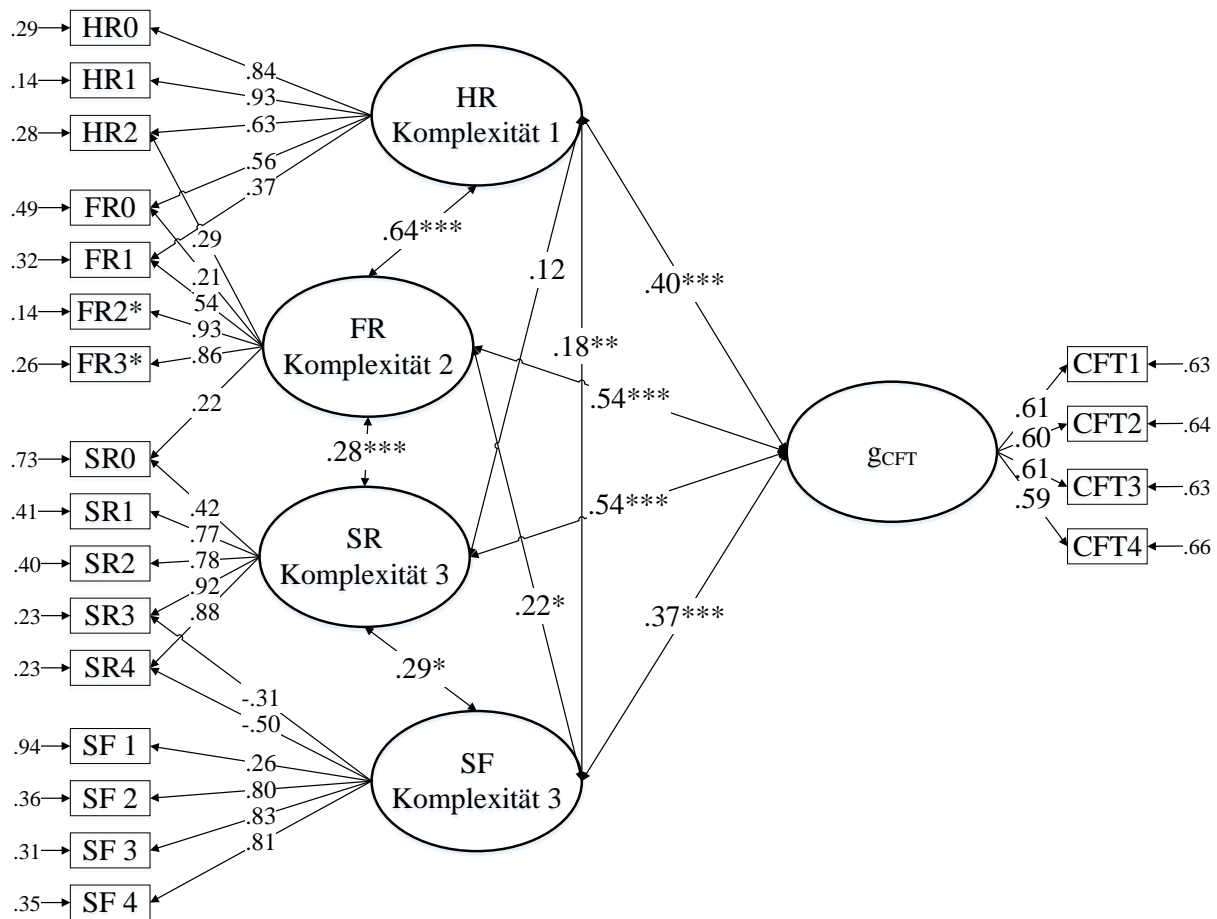 .29 HR0
.14 HR1
.28 HR2
.49 FR0
.32 FR1
.14 FR2*
.26 FR3*
.73 SR0
.41 SR1
.40 SR2
.23 SR3
.23 SR4
.94 SF 1
.36 SF 2
.31 SF 3
.35 SF 4
.84
.93
.63
.56
.37
.29
.21
.54
.93
.86
.22
.42
.77
.78
.92
.88
-.31
-.50
.26
.80
.83
.81
HR
Komplexität 1
.64***
FR
Komplexität 2
.28***
SR
Komplexität 3
.29*
SF
Komplexität 3
.12
.18**
.22*
.40***
.54***
.54***
.37***
gCFT
.61
.60
.61
.59
CFT1 .63
CFT2 .64
CFT3 .63
CFT4 .66